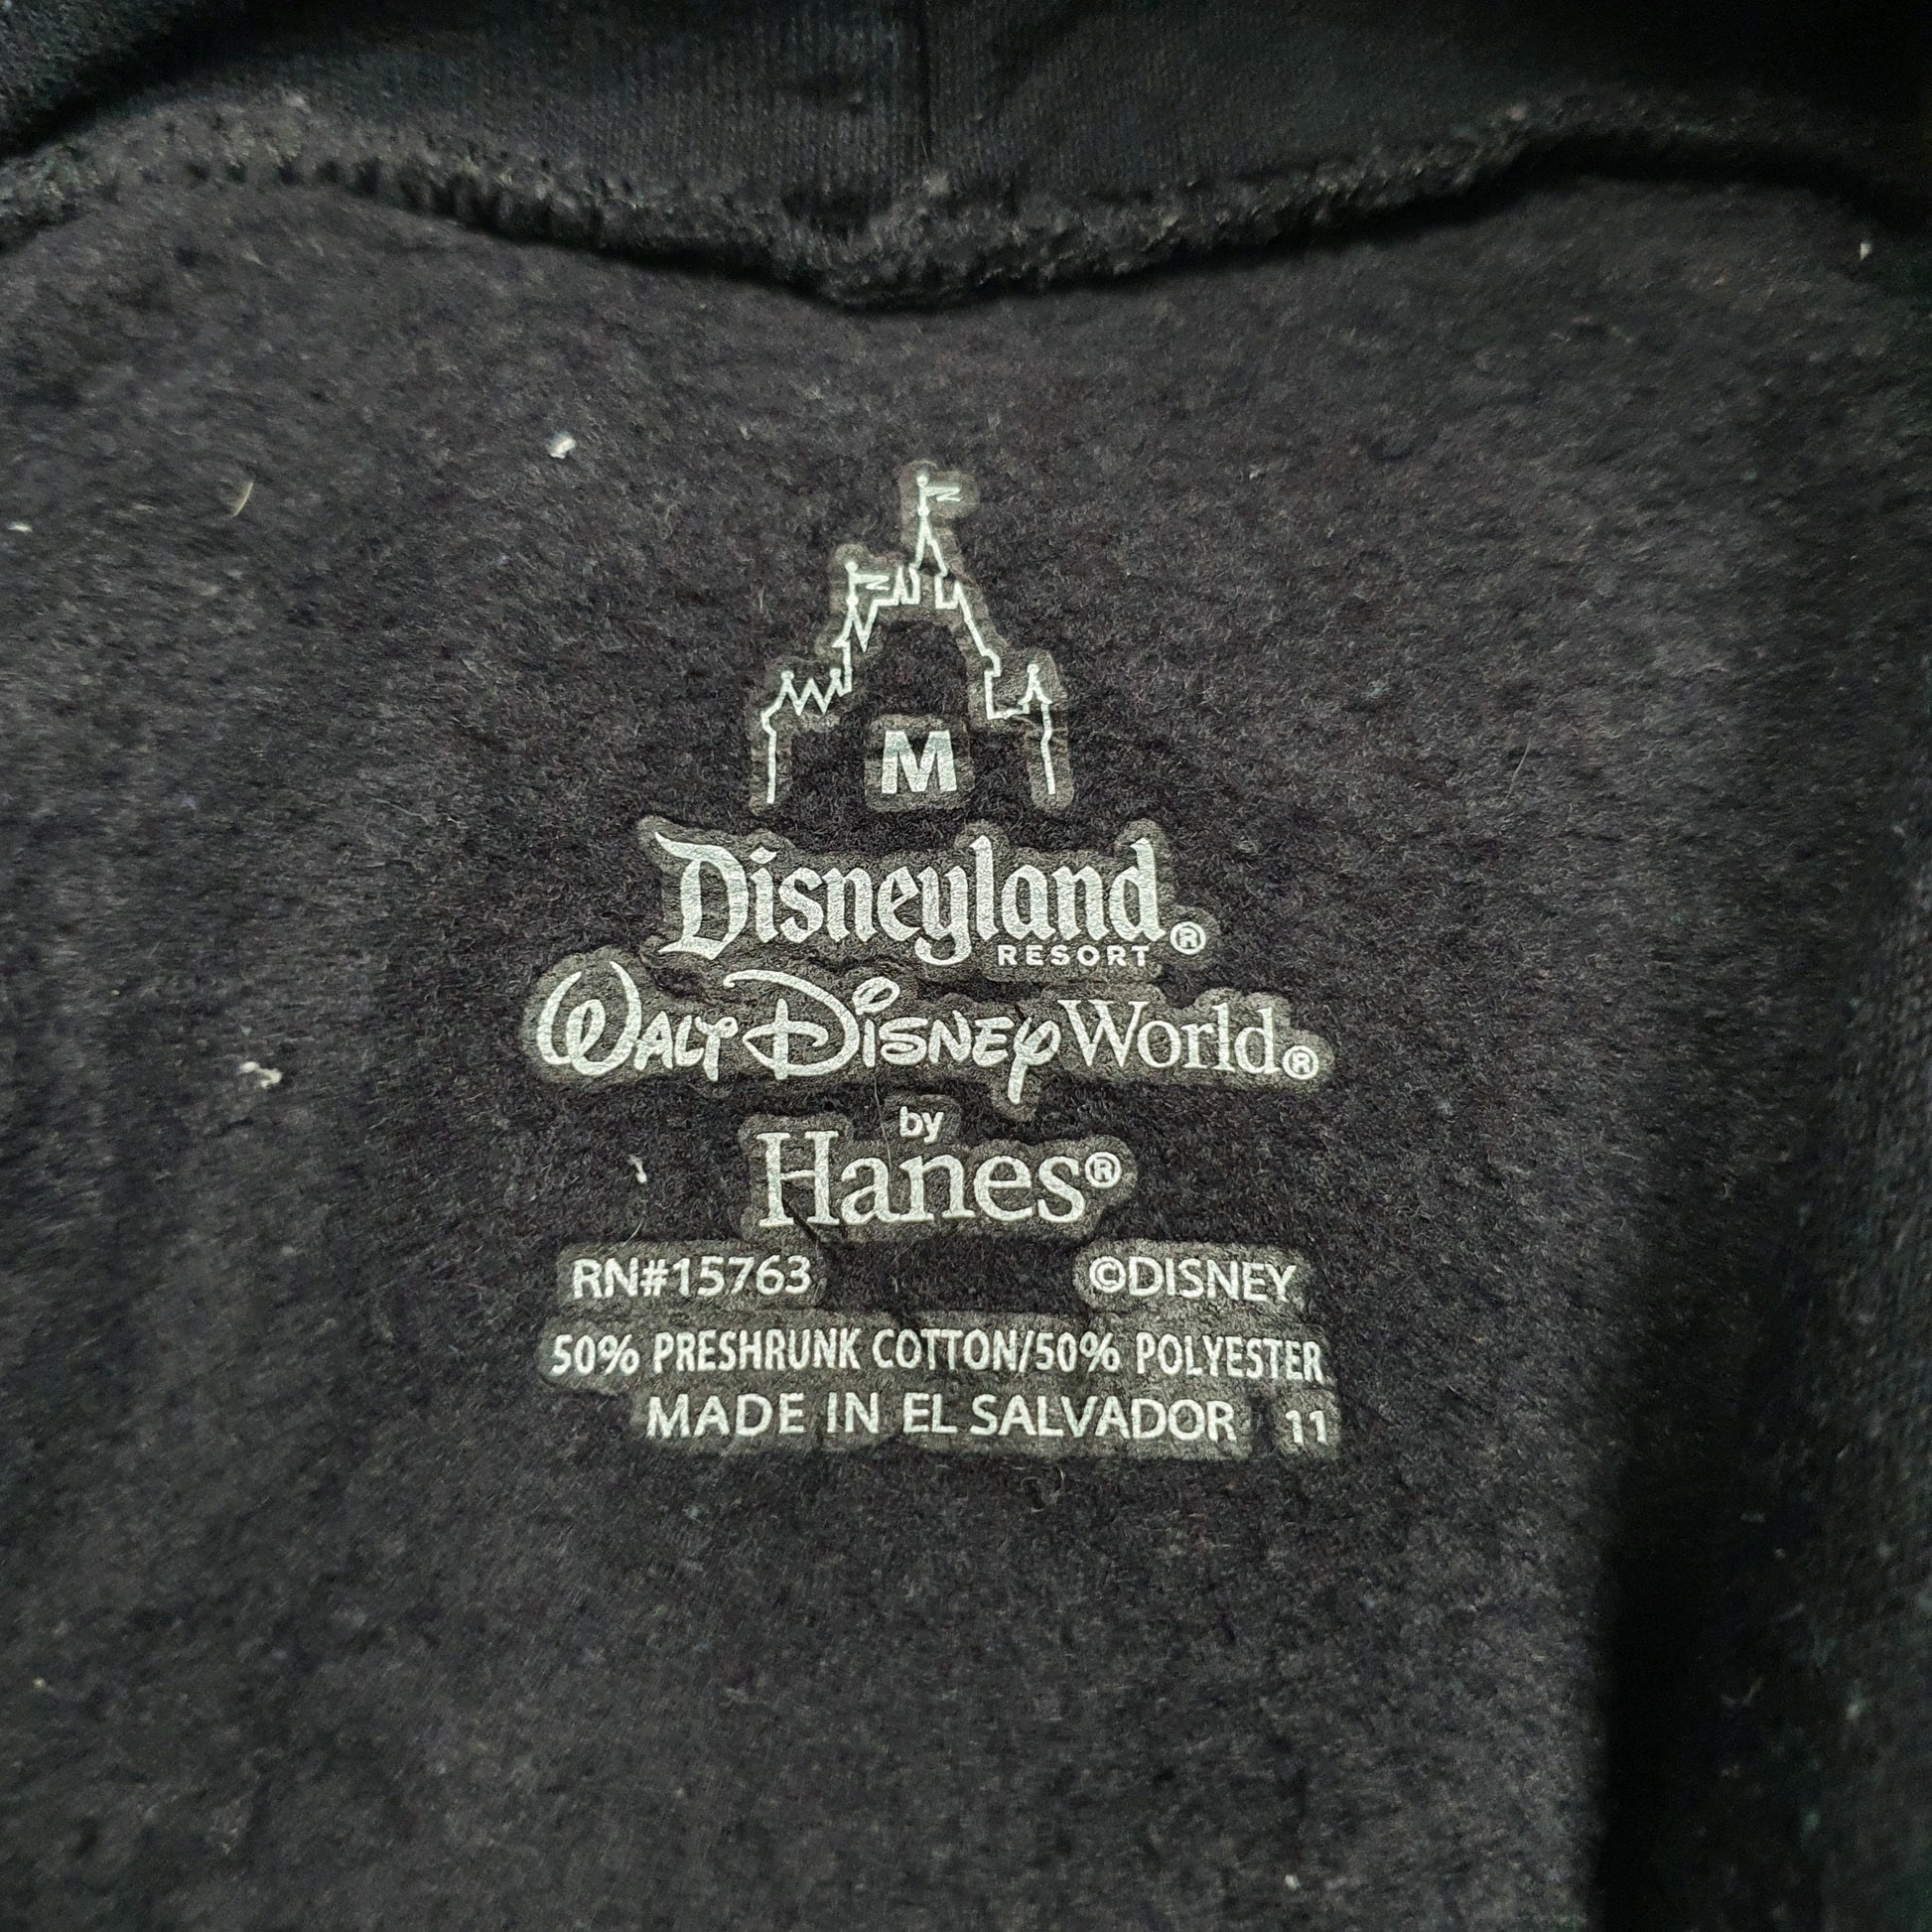 M
Disneyland®
RESORT
WALT DISNEY World®
by
Hanes®
RN#15763 ©DISNEY
50% PRESHRUNK COTTON/50% POLYESTER
MADE IN EL SALVADOR 11